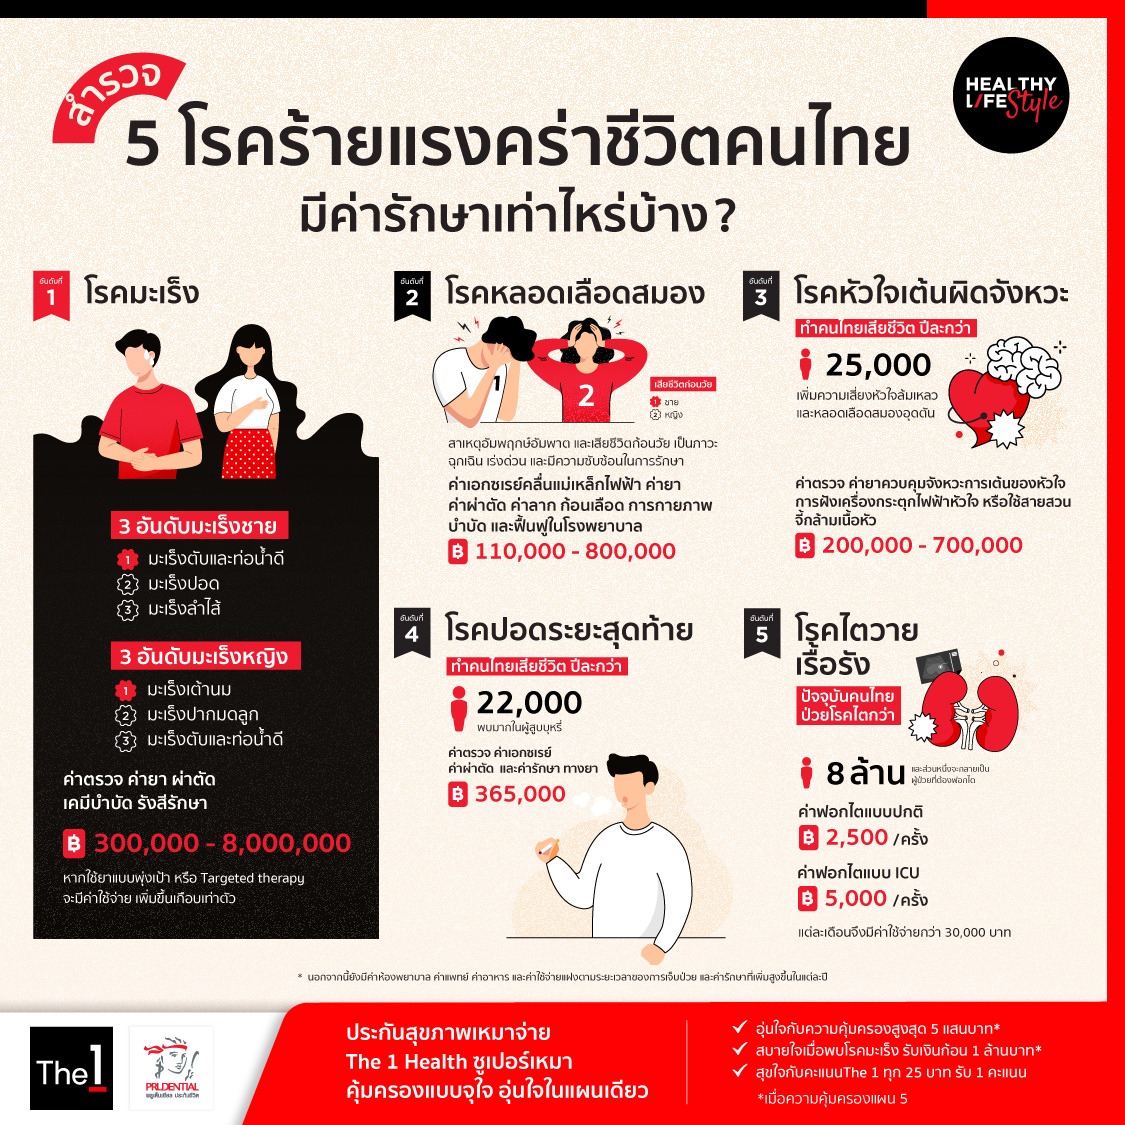 สำรวจ
5 โรคร้ายแรงคร่าชีวิตคนไทย
มีค่ารักษาเท่าไหร่บ้าง?
HEALTHY
LIFEStyle
อันดับที่
1
โรคมะเร็ง
3 อันดับมะเร็งชาย
1 มะเร็งตับและท่อน้ำดี
2 มะเร็งปอด
3 มะเร็งลำไส้
3 อันดับมะเร็งหญิง
1 มะเร็งเต้านม
2 มะเร็งปากมดลูก
3 มะเร็งตับและท่อน้ำดี
ค่าตรวจ ค่ายา ผ่าตัด
เคมีบำบัด รังสีรักษา
฿ 300,000 - 8,000,000
หากใช้ยาแบบพุ่งเป้า หรือ Targeted therapy
จะมีค่าใช้จ่าย เพิ่มขึ้นเกือบเท่าตัว
อันดับที่
2
โรคหลอดเลือดสมอง
1
2
เสียชีวิตก่อนวัย
1 ชาย
2 หญิง
สาเหตุอัมพฤกษ์อัมพาต และเสียชีวิตก้อนวัย เป็นภาวะ
ฉุกเฉิน เร่งด่วน และมีความซับซ้อนในการรักษา
ค่าเอกซเรย์คลื่นแม่เหล็กไฟฟ้า ค่ายา
ค่าผ่าตัด ค่าลาก ก้อนเลือด การกายภาพ
บำบัด และฟื้นฟูในโรงพยาบาล
฿ 110,000 - 800,000
อันดับที่
3
โรคหัวใจเต้นผิดจังหวะ
ทำคนไทยเสียชีวิต ปีละกว่า
25,000
เพิ่มความเสี่ยงหัวใจล้มเหลว
และหลอดเลือดสมองอุดตัน
ค่าตรวจ ค่ายาควบคุมจังหวะการเต้นของหัวใจ
การฝังเครื่องกระตุกไฟฟ้าหัวใจ หรือใช้สายสวน
จี้กล้ามเนื้อหัว
฿ 200,000 - 700,000
อันดับที่
4
โรคปอดระยะสุดท้าย
ทำคนไทยเสียชีวิต ปีละกว่า
22,000
พบมากในผู้สูบบุหรี่
ค่าตรวจ ค่าเอกซเรย์
ค่าผ่าตัด และค่ารักษา ทางยา
฿ 365,000
อันดับที่
5
โรคไตวาย
เรื้อรัง
ปัจจุบันคนไทย
ป่วยโรคไตกว่า
8 ล้าน
และส่วนหนึ่งจะกลายเป็น
ผู้ป่วยที่ต้องฟอกไต
ค่าฟอกไตแบบปกติ
฿ 2,500 /ครั้ง
ค่าฟอกไตแบบ ICU
฿ 5,000 /ครั้ง
แต่ละเดือนจึงมีค่าใช้จ่ายกว่า 30,000 บาท
* นอกจากนี้ยังมีค่าห้องพยาบาล ค่าแพทย์ ค่าอาหาร และค่าใช้จ่ายแฝงตามระยะเวลาของการเจ็บป่วย และค่ารักษาที่เพิ่มสูงขึ้นในแต่ละปี
The1
PRUDENTIAL
พรูเด็นเชียล ประกันชีวิต
ประกันสุขภาพเหมาจ่าย
The 1 Health ซูเปอร์เหมา
คุ้มครองแบบจุใจ อุ่นใจในแผนเดียว
อุ่นใจกับความคุ้มครองสูงสุด 5 แสนบาท*
สบายใจเมื่อพบโรคมะเร็ง รับเงินก้อน 1 ล้านบาท*
สุขใจกับคะแนนThe 1 ทุก 25 บาท รับ 1 คะแนน
*เมื่อความคุ้มครองแผน 5